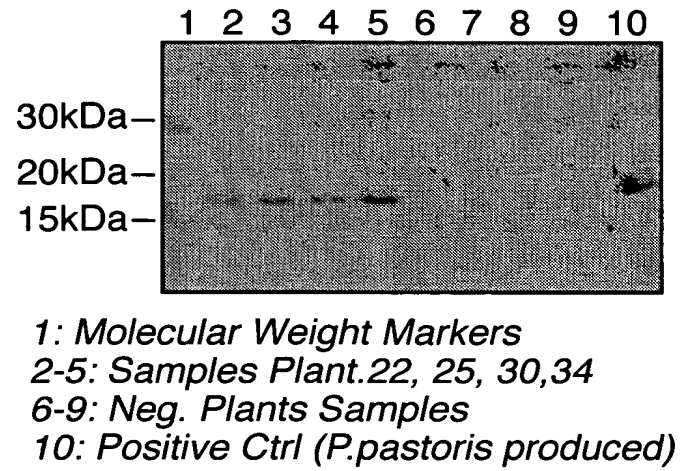 1 2 3 4 5 6 7 8 9 10
30kDa–
20kDa–
15kDa–
1: Molecular Weight Markers
2-5: Samples Plant.22, 25, 30,34
6-9: Neg. Plants Samples
10: Positive Ctrl (P.pastoris produced)